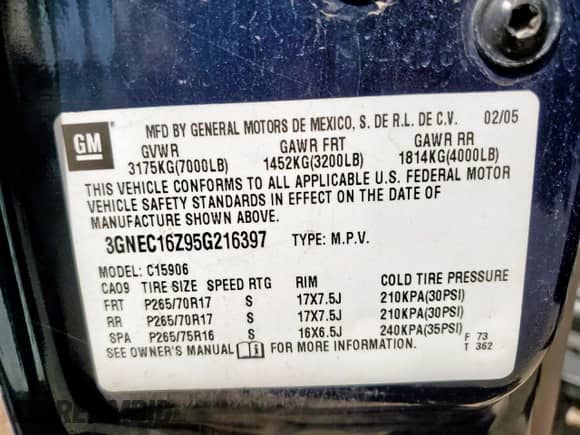 GM
MFD BY GENERAL MOTORS DE MEXICO, S. DE R.L. DE C.V. 02/05
GVWR GAWR FRT GAWR RR
3175KG(7000LB) 1452KG(3200LB) 1814KG(4000LB)
THIS VEHICLE CONFORMS TO ALL APPLICABLE U.S. FEDERAL MOTOR
VEHICLE SAFETY STANDARDS IN EFFECT ON THE DATE OF
MANUFACTURE SHOWN ABOVE.
3GNEC16Z95G216397 TYPE: M.P.V.
MODEL: C15906
CA09 TIRE SIZE SPEED RTG RIM COLD TIRE PRESSURE
FRT P265/70R17 S 17X7.5J 210KPA(30PSI)
RR P265/70R17 S 17X7.5J 210KPA(30PSI)
SPA P265/75R16 S 16X6.5J 240KPA(35PSI)
SEE OWNER'S MANUAL FOR MORE INFORMATION. F 73
T 362